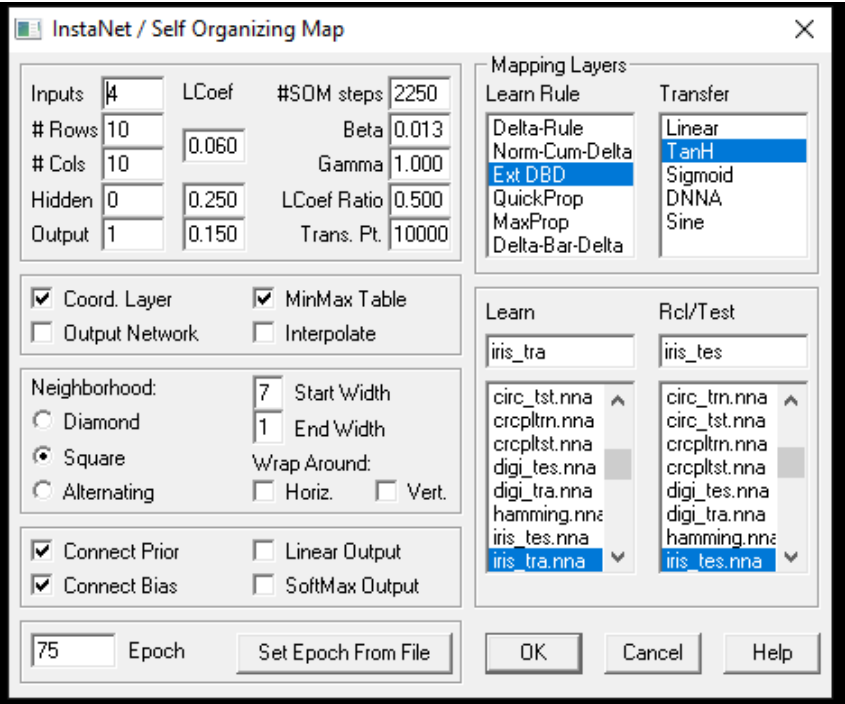 InstaNet / Self Organizing Map
Inputs 4 LCoef #SOM steps 2250
# Rows 10 0.060 Beta 0.013
# Cols 10 Gamma 1.000
Hidden 0 0.250 LCoef Ratio 0.500
Output 1 0.150 Trans. Pt. 10000
Coord. Layer MinMax Table
Output Network Interpolate
Neighborhood: 7 Start Width
Diamond 1 End Width
Square Wrap Around:
Alternating Horiz. Vert.
Connect Prior Linear Output
Connect Bias SoftMax Output
75 Epoch Set Epoch From File
Mapping Layers
Learn Rule Transfer
Delta-Rule Linear
Norm-Cum-Delta TanH
Ext DBD Sigmoid
QuickProp DNNA
MaxProp Sine
Delta-Bar-Delta
Learn Rcl/Test
iris_tra iris_tes
circ_tst.nna circ_trn.nna
crcpltrn.nna circ_tst.nna
crcpltst.nna crcpltrn.nna
digi_tes.nna crcpltst.nna
digi_tra.nna digi_tes.nna
hamming.nna digi_tra.nna
iris_tes.nna hamming.nna
iris_tra.nna iris_tes.nna
OK Cancel Help